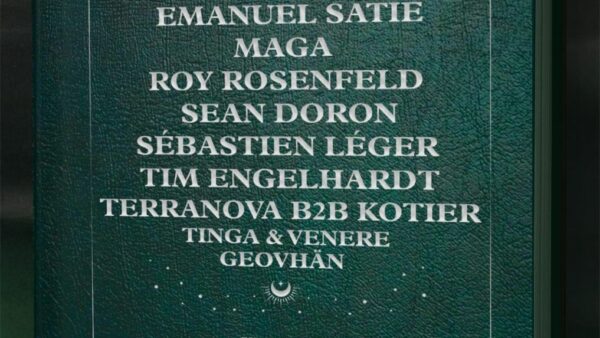 EMANUEL SATIE
MAGA
ROY ROSENFELD
SEAN DORON
SÉBASTIEN LÉGER
TIM ENGELHARDT
TERRANOVA B2B KOTIER
TINGA & VENERE
GEOVHÄN